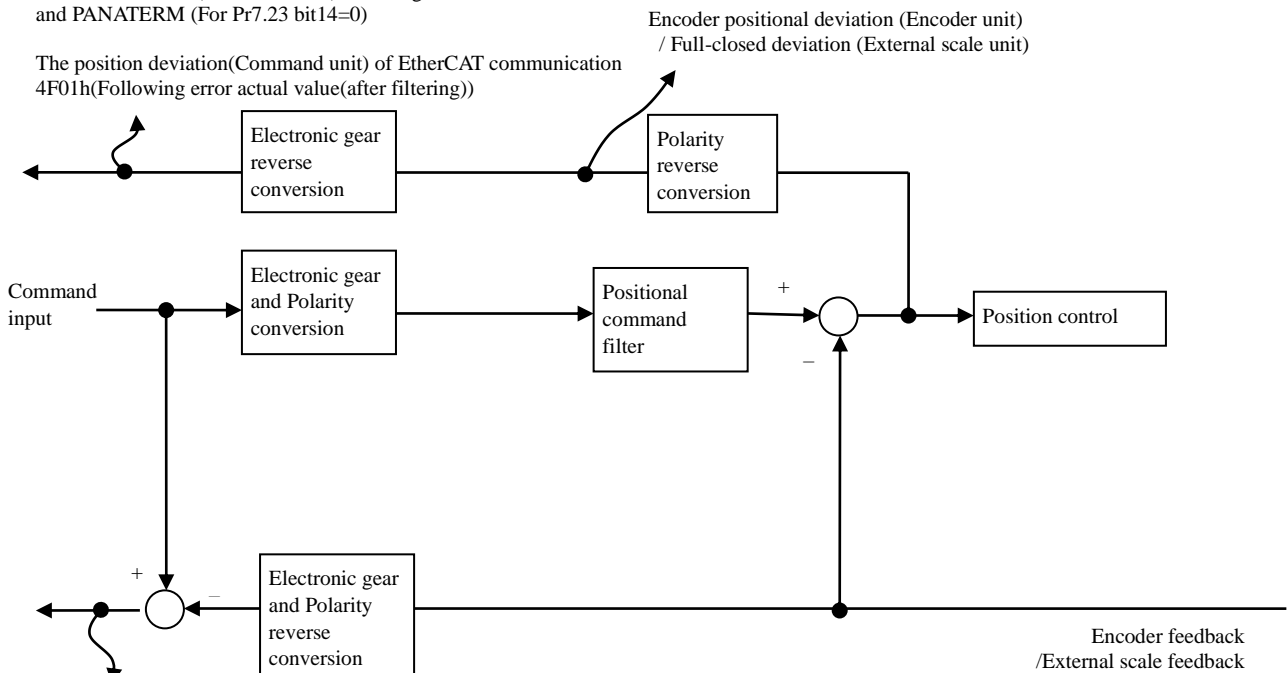 and PANATERM (For Pr7.23 bit14=0)
Encoder positional deviation (Encoder unit)
/ Full-closed deviation (External scale unit)
The position deviation(Command unit) of EtherCAT communication
4F01h(Following error actual value(after filtering))
Electronic gear
reverse
conversion
Polarity
reverse
conversion
Command
input
Electronic gear
and Polarity
conversion
Positional
command
filter
+
−
Position control
+
−
Electronic gear
and Polarity
reverse
conversion
Encoder feedback
/External scale feedback